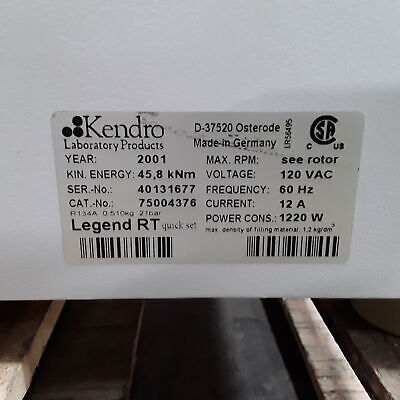 Kendro
Laboratory Products
D-37520 Osterode
Made in Germany
LR56495
C US
YEAR: 2001
MAX. RPM: see rotor
KIN. ENERGY: 45,8 kNm
VOLTAGE: 120 VAC
SER.-No.: 40131677
FREQUENCY: 60 Hz
CAT.-No.: 75004376
CURRENT: 12 A
R134A 0.510kg 21bar
POWER CONS.: 1220 W
Legend RT quick set
max. density of filling material: 1,2 kg/dm³